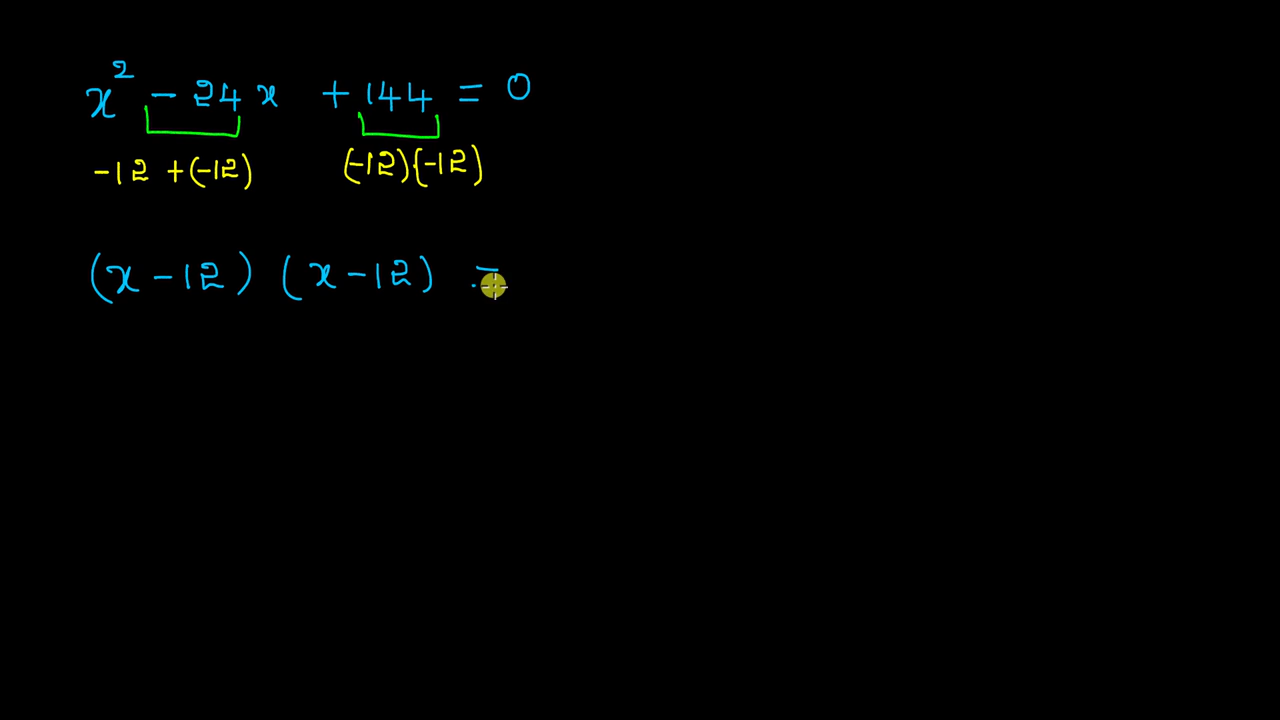 x² - 24x + 144 = 0
-12 + (-12) (-12)(-12)
(x - 12) (x - 12) =